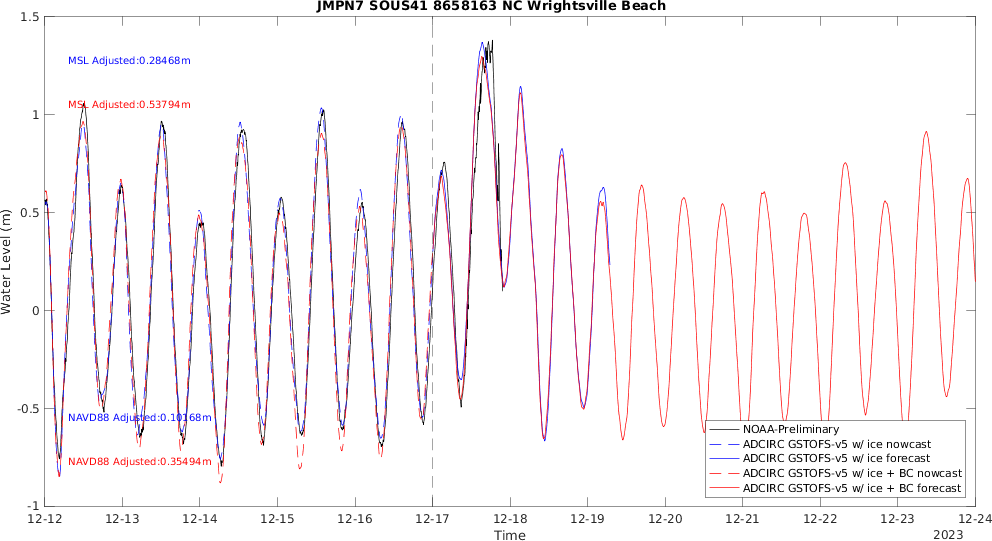 JMPN7 SOUS41 8658163 NC Wrightsville Beach
1.5
MSL Adjusted:0.28468m
MSL Adjusted:0.53794m
1
0.5
Water Level (m)
0
-0.5
NAVD88 Adjusted:0.10168m
NAVD88 Adjusted:0.35494m
NOAA-Preliminary
ADCIRC GSTOFS-v5 w/ ice nowcast
ADCIRC GSTOFS-v5 w/ ice forecast
ADCIRC GSTOFS-v5 w/ ice + BC nowcast
ADCIRC GSTOFS-v5 w/ ice + BC forecast
-1
12-12 12-13 12-14 12-15 12-16 12-17 12-18 12-19 12-20 12-21 12-22 12-23 12-24
Time
2023